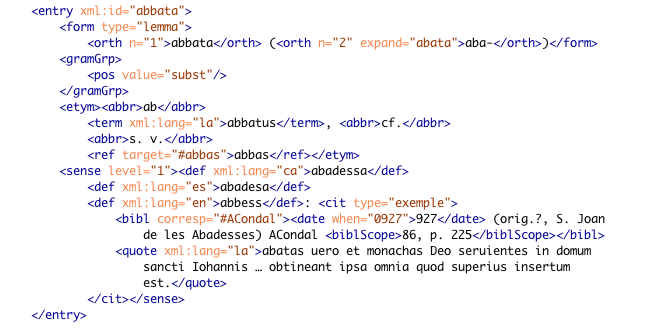 <entry xml:id="abbata">
<form type="lemma">
<orth n="1">abbata</orth> (<orth n="2" expand="abata">aba-</orth>)</form>
<gramGrp>
<pos value="subst"/>
</gramGrp>
<etym><abbr>ab</abbr>
<term xml:lang="la">abbatus</term>, <abbr>cf.</abbr>
<abbr>s. v.</abbr>
<ref target="#abbas">abbas</ref></etym>
<sense level="1"><def xml:lang="ca">abadessa</def>
<def xml:lang="es">abadesa</def>
<def xml:lang="en">abbess</def>: <cit type="exemple">
<bibl corresp="#ACondal"><date when="0927">927</date> (orig.?, S. Joan
de les Abadesses) ACondal <biblScope>86, p. 225</biblScope></bibl>
<quote xml:lang="la">abatas uero et monachas Deo seruientes in domum
sancti Iohannis … obtineant ipsa omnia quod superius insertum
est.</quote>
</cit></sense>
</entry>